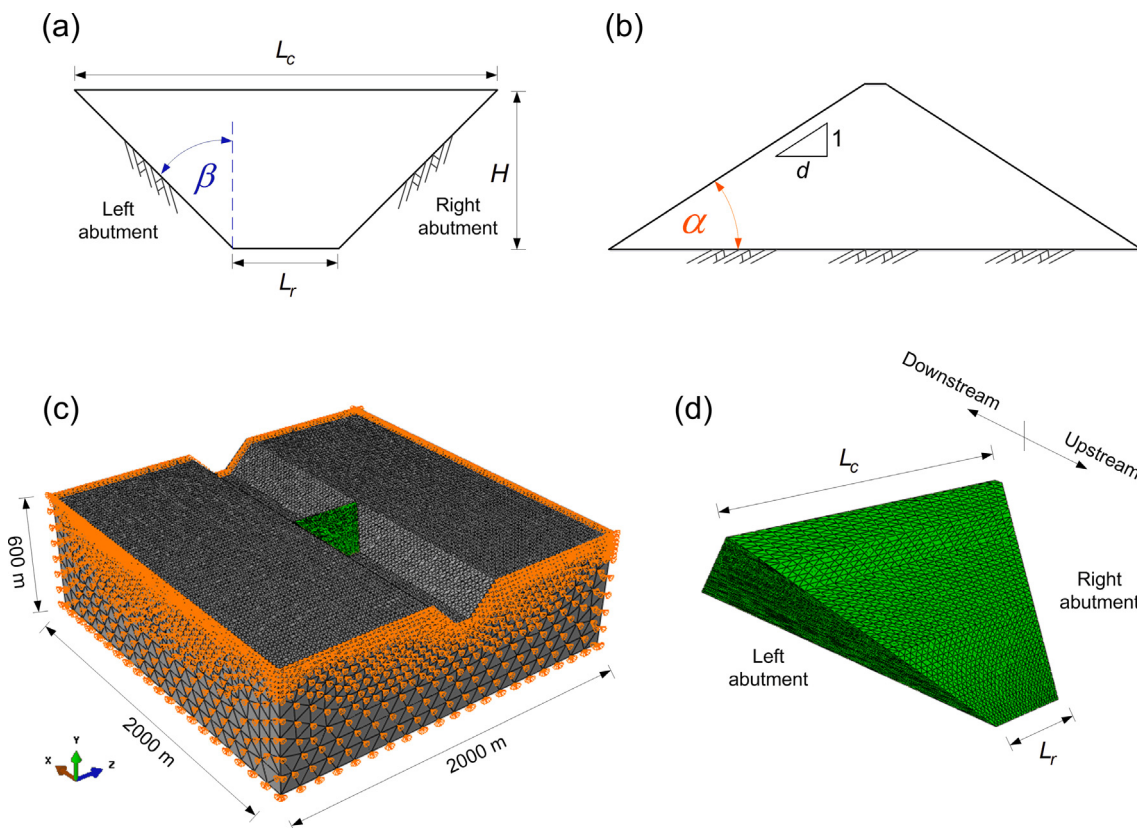 (a)
L_c
β
H
Left
abutment
Right
abutment
L_r
(b)
1
d
α
(c)
600 m
2000 m
2000 m
Y
X
Z
(d)
Downstream
Upstream
L_c
Right
abutment
Left
abutment
L_r